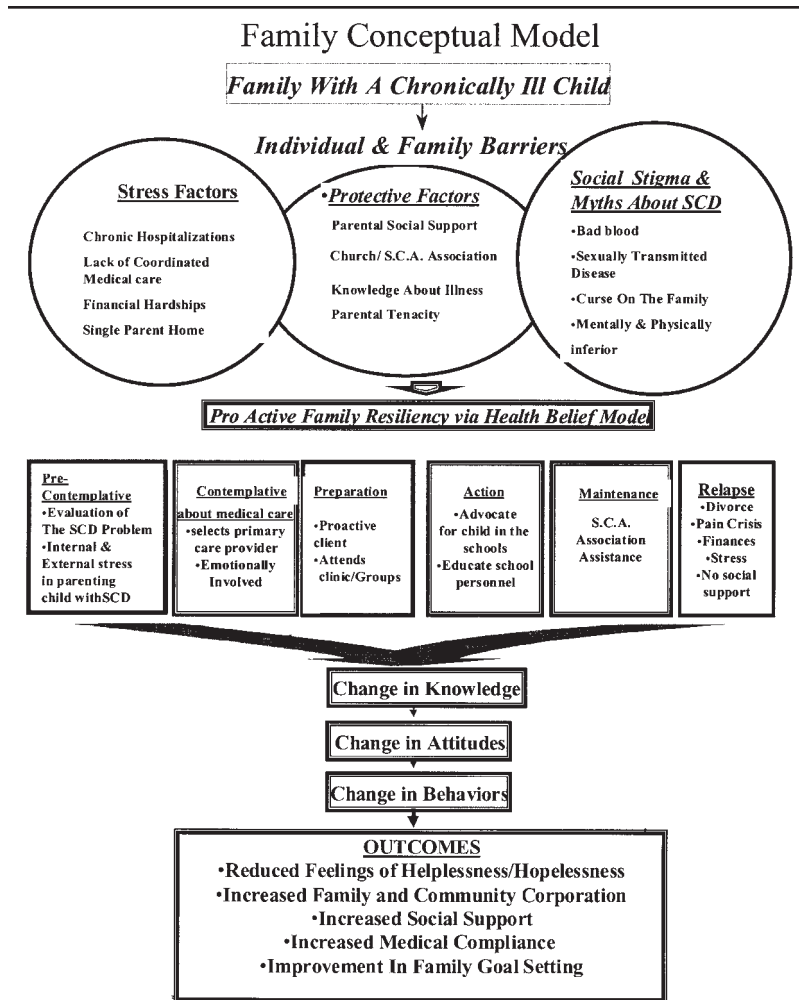 Family Conceptual Model
Family With A Chronically Ill Child
Individual & Family Barriers
Stress Factors
Chronic Hospitalizations
Lack of Coordinated
Medical care
Financial Hardships
Single Parent Home
•Protective Factors
Parental Social Support
Church/ S.C.A. Association
Knowledge About Illness
Parental Tenacity
Social Stigma &
Myths About SCD
•Bad blood
•Sexually Transmitted
Disease
•Curse On The Family
•Mentally & Physically
inferior
Pro Active Family Resiliency via Health Belief Model
Pre-
Contemplative
•Evaluation of
The SCD Problem
•Internal &
External stress
in parenting
child withSCD
Contemplative
about medical care
•selects primary
care provider
•Emotionally
Involved
Preparation
•Proactive
client
•Attends
clinic/Groups
Action
•Advocate
for child in the
schools
•Educate school
personnel
Maintenance
S.C.A.
Association
Assistance
Relapse
•Divorce
•Pain Crisis
•Finances
•Stress
•No social
support
Change in Knowledge
Change in Attitudes
Change in Behaviors
OUTCOMES
•Reduced Feelings of Helplessness/Hopelessness
•Increased Family and Community Corporation
•Increased Social Support
•Increased Medical Compliance
•Improvement In Family Goal Setting